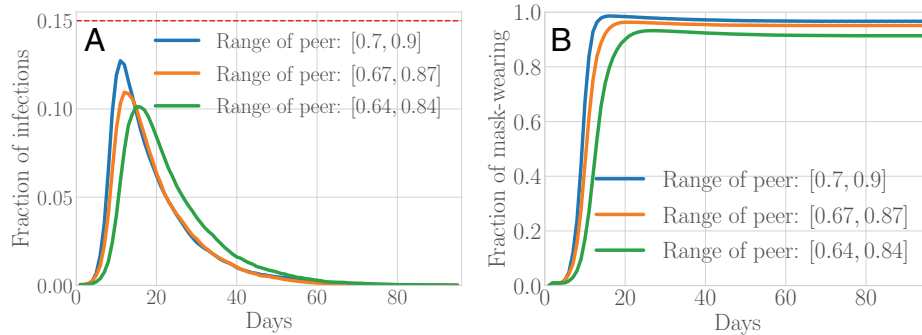 A
Range of peer: [0.7, 0.9]
Range of peer: [0.67, 0.87]
Range of peer: [0.64, 0.84]
0.15
0.10
0.05
0.00
Fraction of infections
0 20 40 60 80
Days
B
Range of peer: [0.7, 0.9]
Range of peer: [0.67, 0.87]
Range of peer: [0.64, 0.84]
1.0
0.8
0.6
0.4
0.2
0.0
Fraction of mask-wearing
0 20 40 60 80
Days